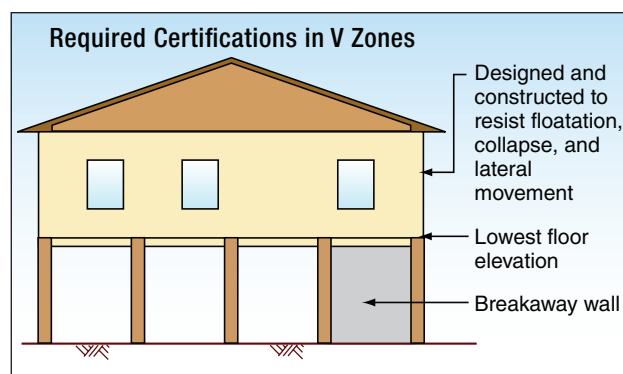 Required Certifications in V Zones
Designed and
constructed to
resist floatation,
collapse, and
lateral
movement
Lowest floor
elevation
Breakaway wall